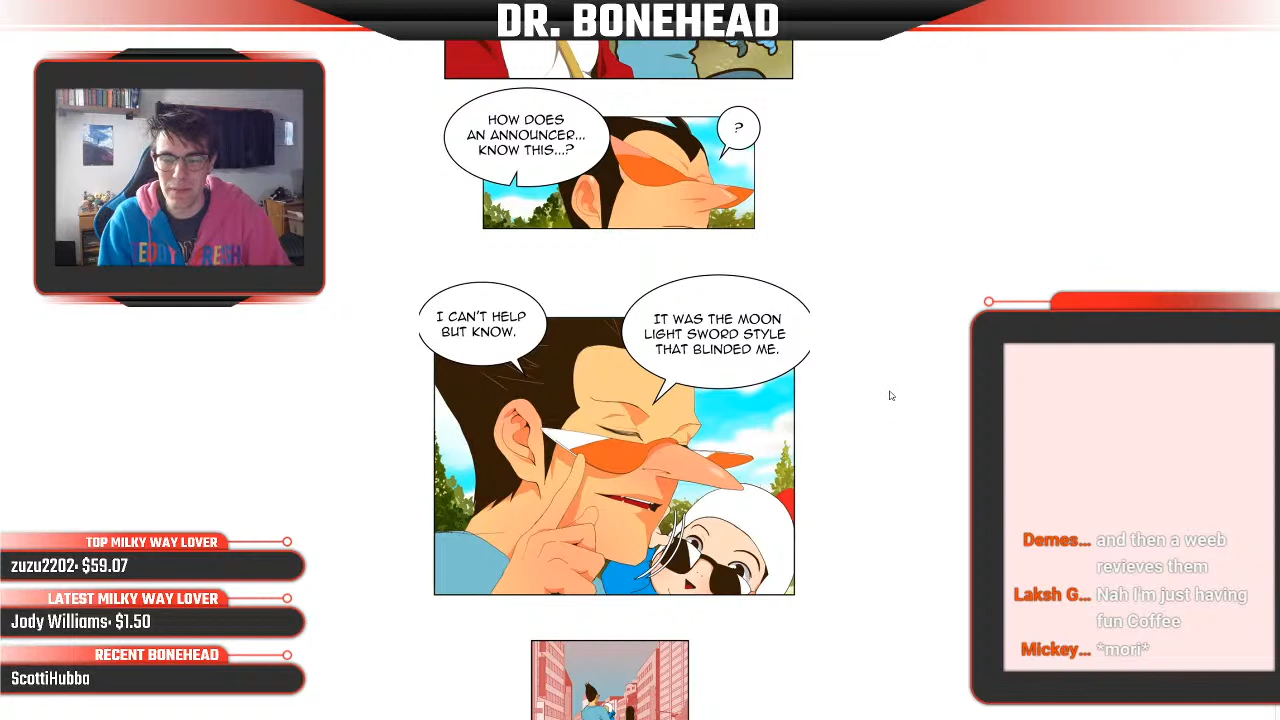 DR. BONEHEAD
HOW DOES
AN ANNOUNCER...
KNOW THIS...?
?
I CAN'T HELP
BUT KNOW.
IT WAS THE MOON
LIGHT SWORD STYLE
THAT BLINDED ME.
TEDDY FRESH
TOP MILKY WAY LOVER
zuzu2202• $59.07
LATEST MILKY WAY LOVER
Jody Williams• $1.50
RECENT BONEHEAD
ScottiHubba
Demes... and then a weeb
revieves them
Laksh G... Nah I'm just having
fun Coffee
Mickey... *mori*